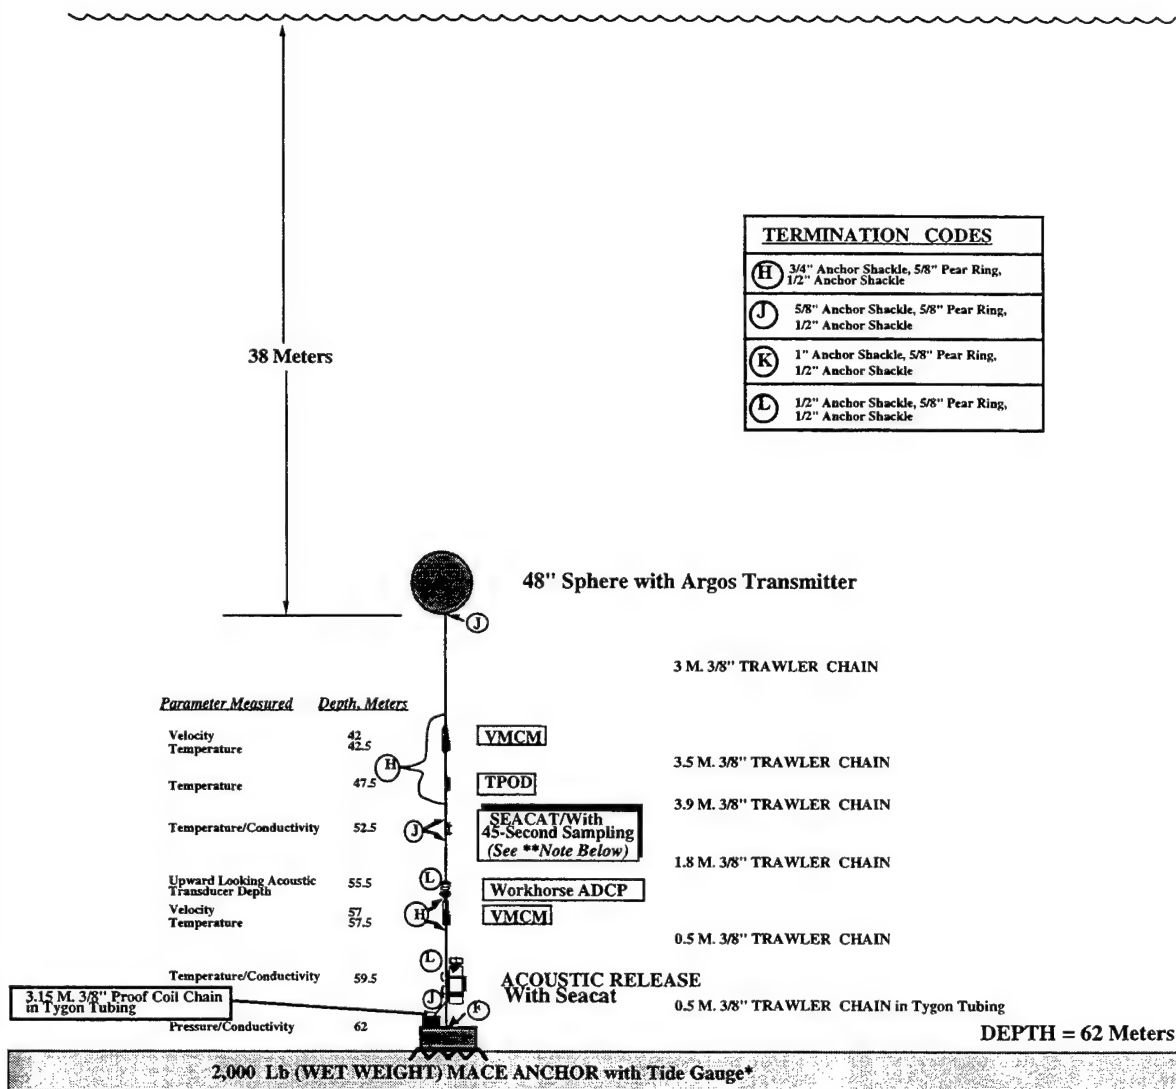 TERMINATION CODES
H 3/4" Anchor Shackle, 5/8" Pear Ring,
1/2" Anchor Shackle
J 5/8" Anchor Shackle, 5/8" Pear Ring,
1/2" Anchor Shackle
K 1" Anchor Shackle, 5/8" Pear Ring,
1/2" Anchor Shackle
L 1/2" Anchor Shackle, 5/8" Pear Ring,
1/2" Anchor Shackle
38 Meters
48" Sphere with Argos Transmitter
J
3 M. 3/8" TRAWLER CHAIN
Parameter Measured Depth, Meters
Velocity 42
Temperature 42.5
VMCM
H
3.5 M. 3/8" TRAWLER CHAIN
Temperature 47.5
TPOD
3.9 M. 3/8" TRAWLER CHAIN
Temperature/Conductivity 52.5
J
SEACAT/With
45-Second Sampling
(See **Note Below)
1.8 M. 3/8" TRAWLER CHAIN
Upward Looking Acoustic
Transducer Depth 55.5
L
Workhorse ADCP
Velocity 57
Temperature 57.5
H
VMCM
0.5 M. 3/8" TRAWLER CHAIN
L
Temperature/Conductivity 59.5
ACOUSTIC RELEASE
With Seacat
3.15 M. 3/8" Proof Coil Chain
in Tygon Tubing
J
F
0.5 M. 3/8" TRAWLER CHAIN in Tygon Tubing
Pressure/Conductivity 62
DEPTH = 62 Meters
2,000 Lb (WET WEIGHT) MACE ANCHOR with Tide Gauge*